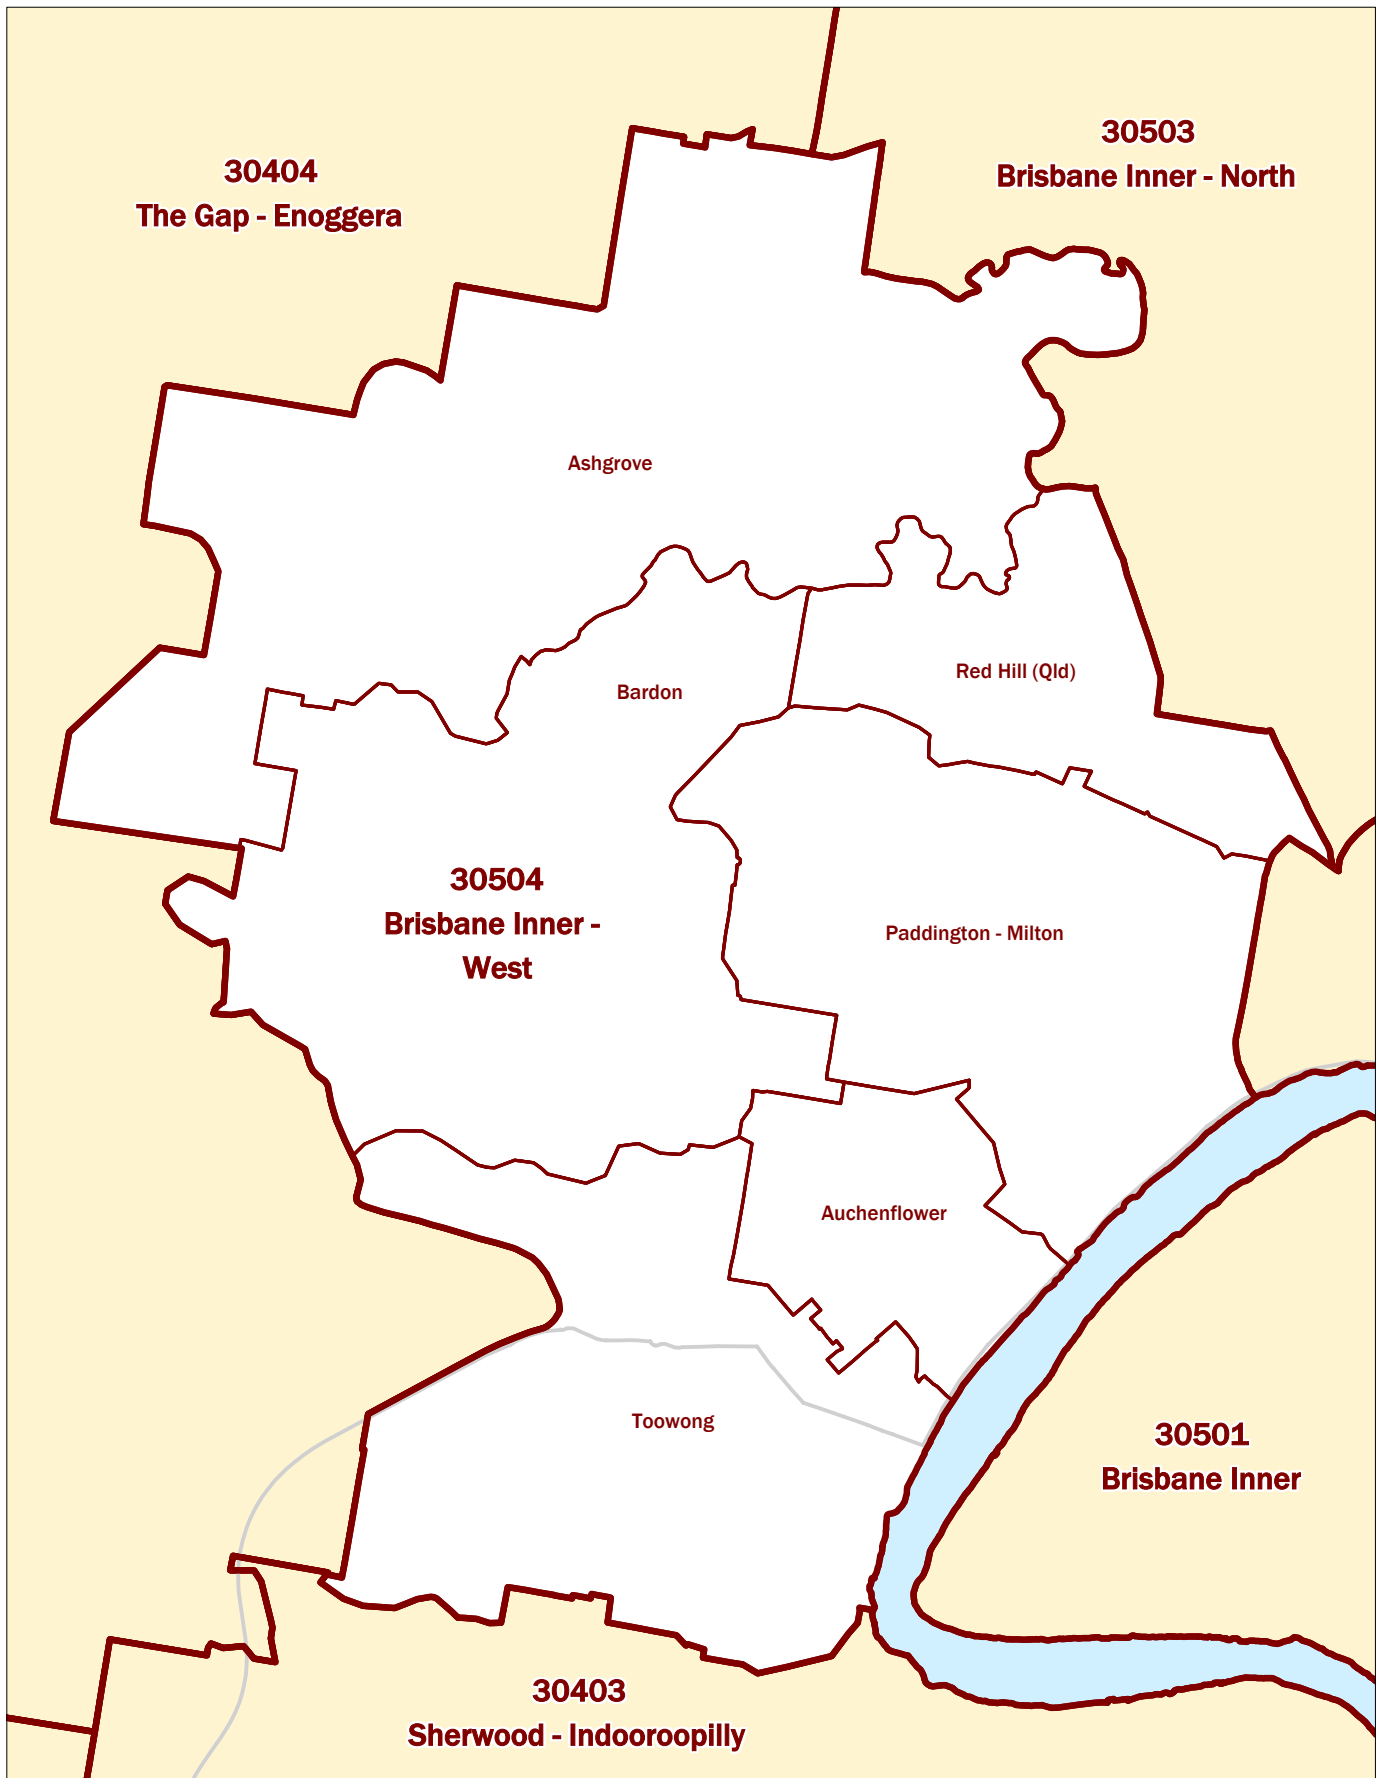 30503
Brisbane Inner - North
30404
The Gap - Enoggera
Ashgrove
Red Hill (Qld)
Bardon
30504
Brisbane Inner -
West
Paddington - Milton
Auchenflower
Toowong
30501
Brisbane Inner
30403
Sherwood - Indooroopilly